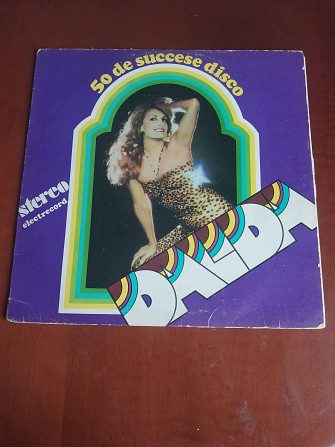 50 de succese disco
stereo
electrecord
DALIDA